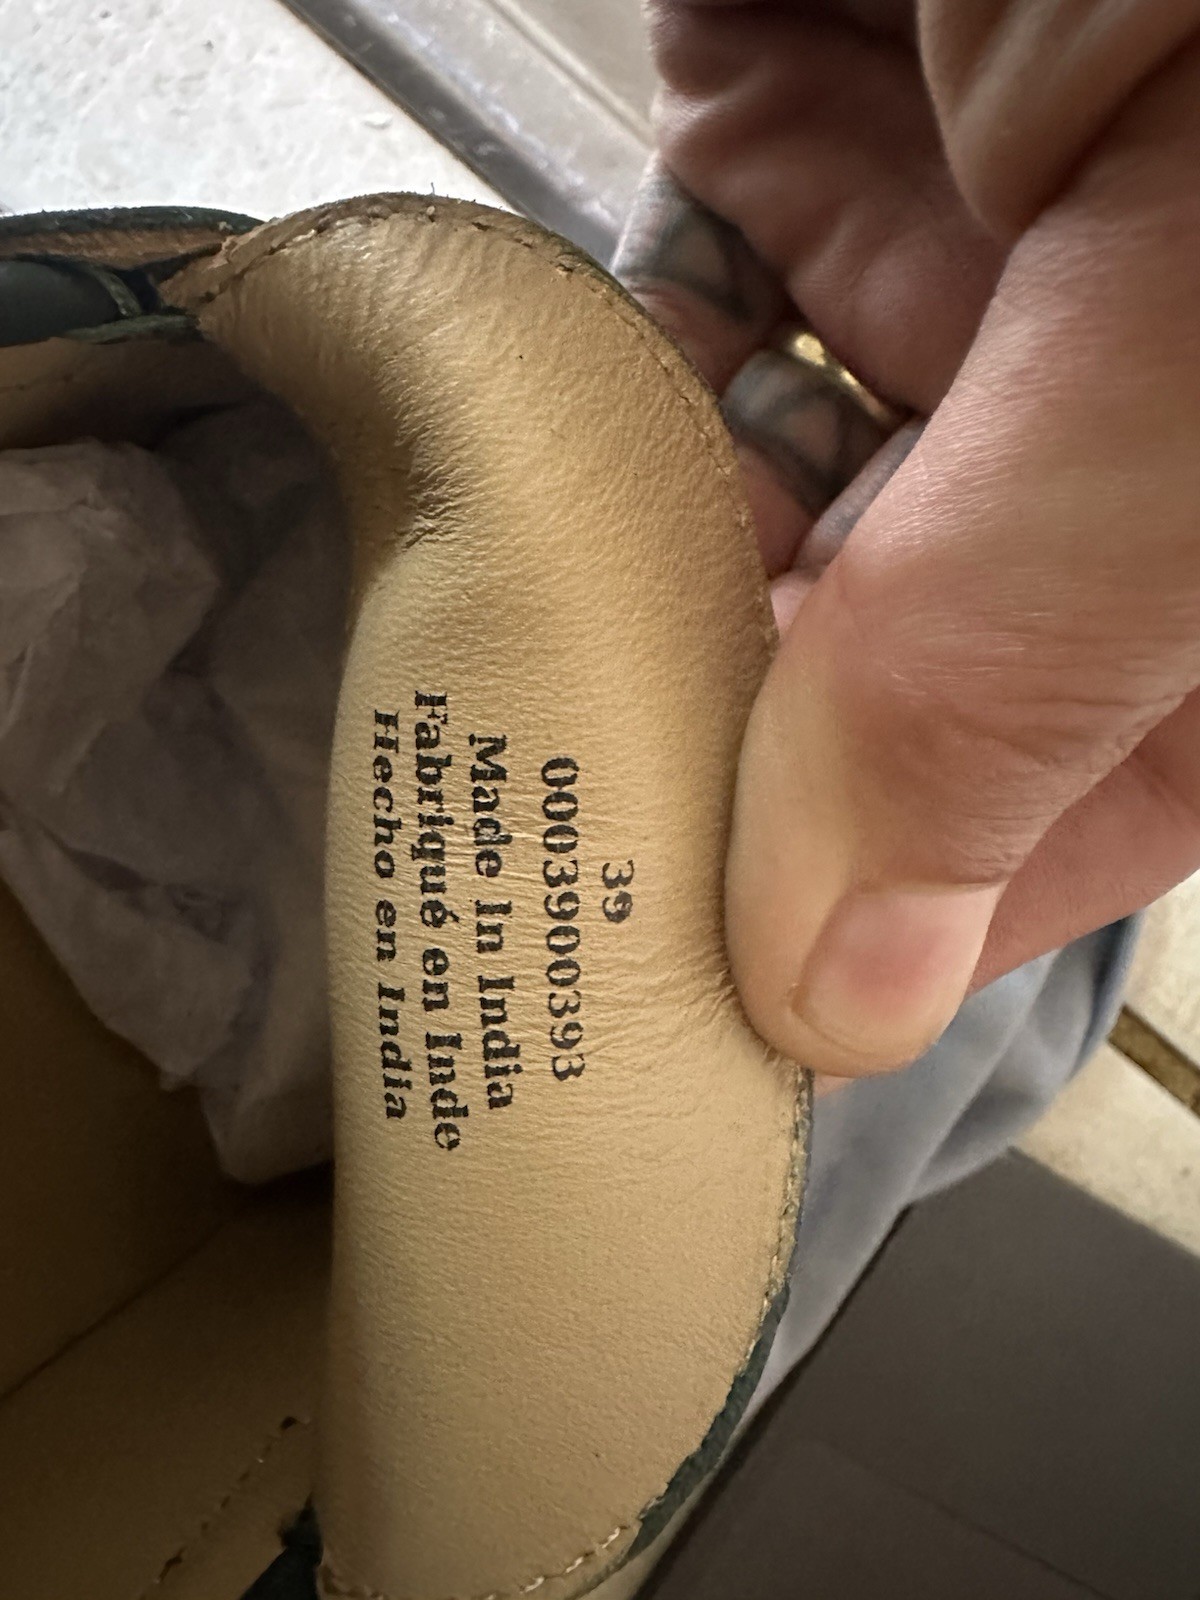 39
0003900393
Made In India
Fabriqué en Inde
Hecho en India